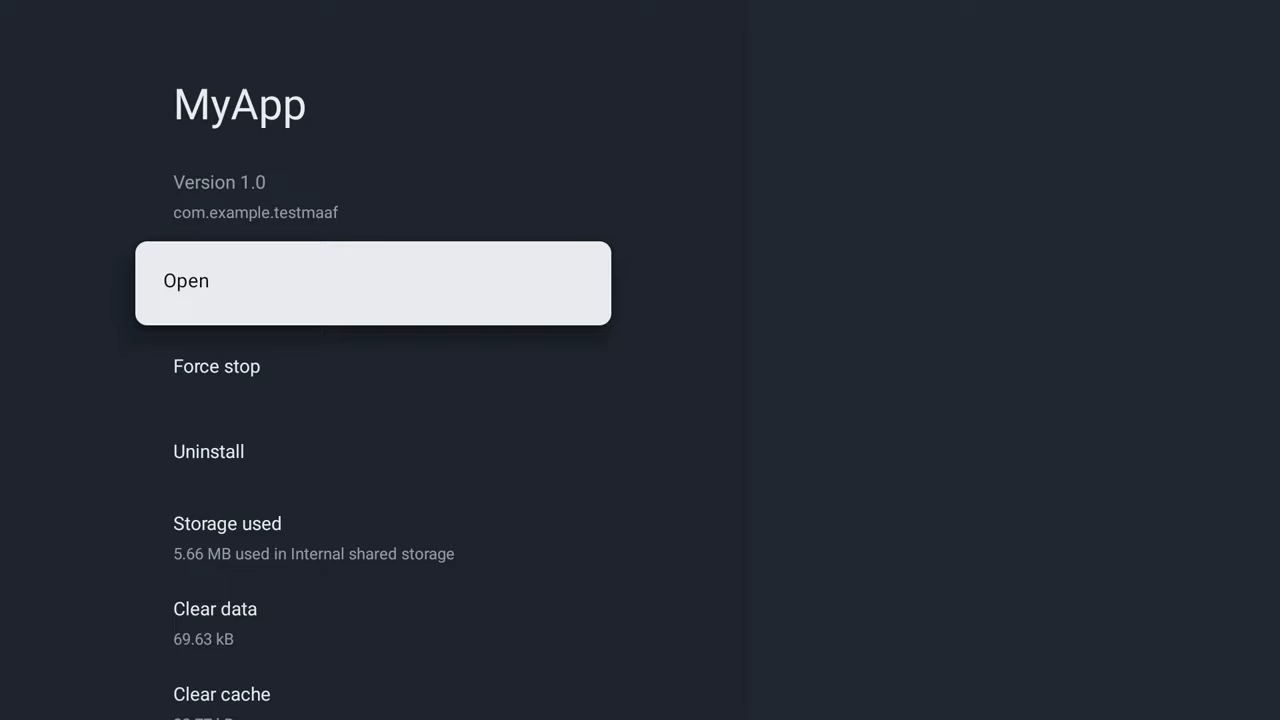 MyApp
Version 1.0
com.example.testmaaf
Open
Force stop
Uninstall
Storage used
5.66 MB used in Internal shared storage
Clear data
69.63 kB
Clear cache